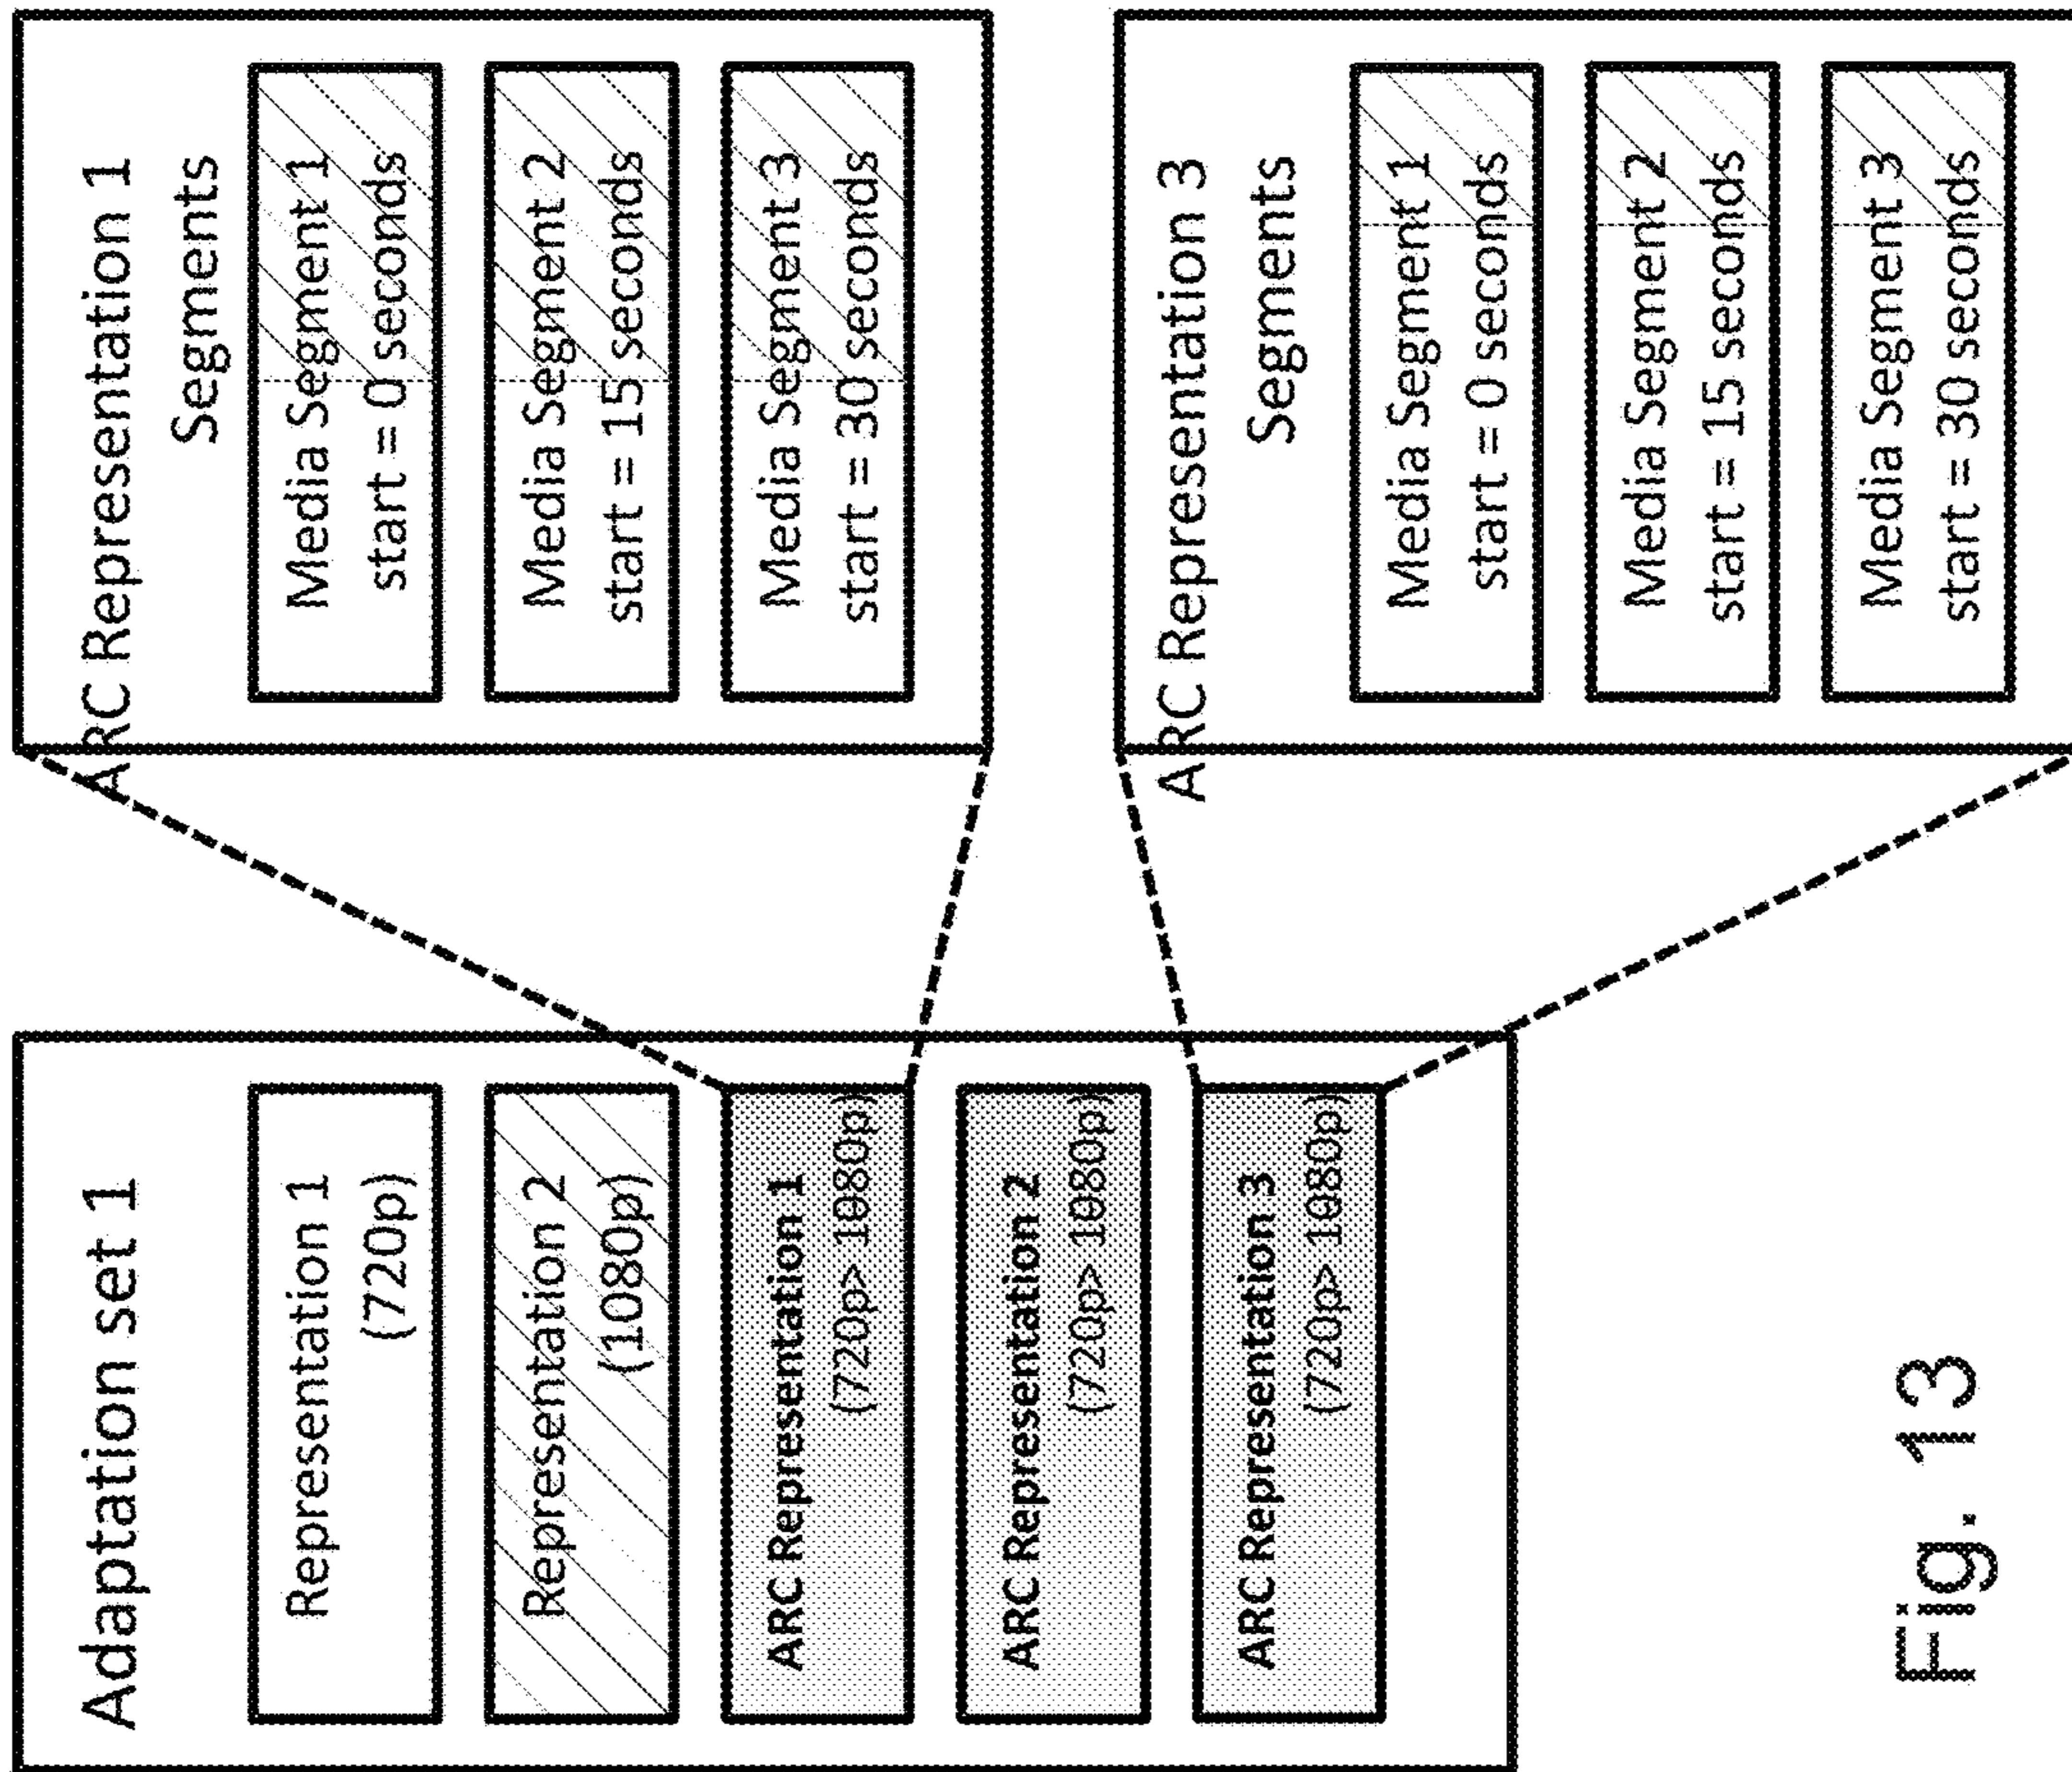 Adaptation set 1
Representation 1
(720p)
Representation 2
(1080p)
ARC Representation 1
(720p> 1080p)
ARC Representation 2
(720p> 1080p)
ARC Representation 3
(720p> 1080p)
ARC Representation 1
Segments
Media Segment 1
start = 0 seconds
Media Segment 2
start = 15 seconds
Media Segment 3
start = 30 seconds
ARC Representation 3
Segments
Media Segment 1
start = 0 seconds
Media Segment 2
start = 15 seconds
Media Segment 3
start = 30 seconds
Fig. 13